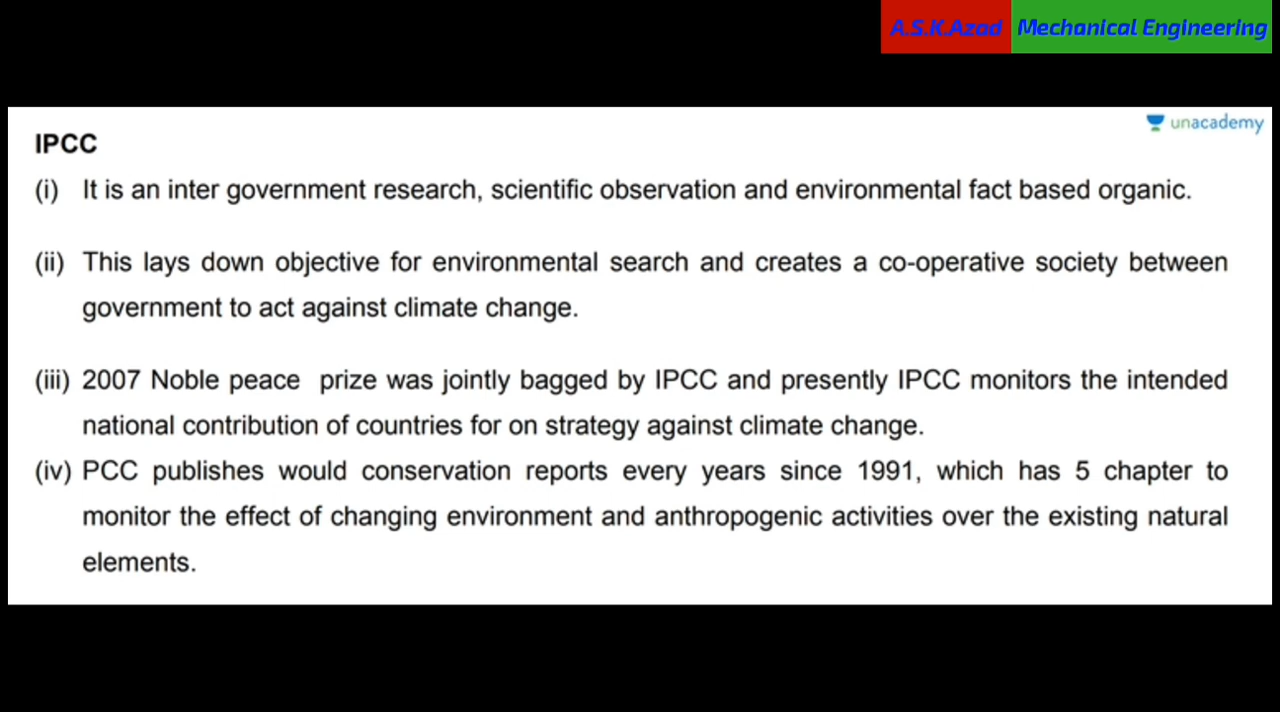 A.S.K.Azad Mechanical Engineering
unacademy
IPCC
(i) It is an inter government research, scientific observation and environmental fact based organic.
(ii) This lays down objective for environmental search and creates a co-operative society between
government to act against climate change.
(iii) 2007 Noble peace prize was jointly bagged by IPCC and presently IPCC monitors the intended
national contribution of countries for on strategy against climate change.
(iv) PCC publishes would conservation reports every years since 1991, which has 5 chapter to
monitor the effect of changing environment and anthropogenic activities over the existing natural
elements.